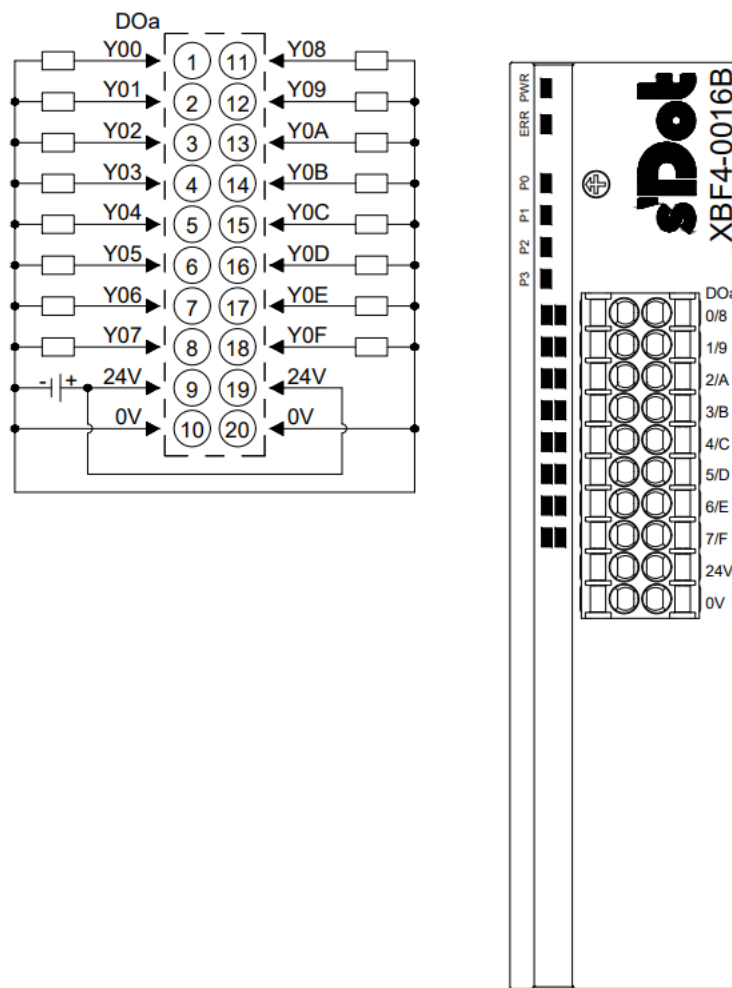 DOa
Y00 1 11 Y08
Y01 2 12 Y09
Y02 3 13 Y0A
Y03 4 14 Y0B
Y04 5 15 Y0C
Y05 6 16 Y0D
Y06 7 17 Y0E
Y07 8 18 Y0F
- + 24V 9 19 24V
0V 10 20 0V
PWR
ERR
P0
P1
P2
P3
s'Dot
XBF4-0016B
DOa
0/8
1/9
2/A
3/B
4/C
5/D
6/E
7/F
24V
0V